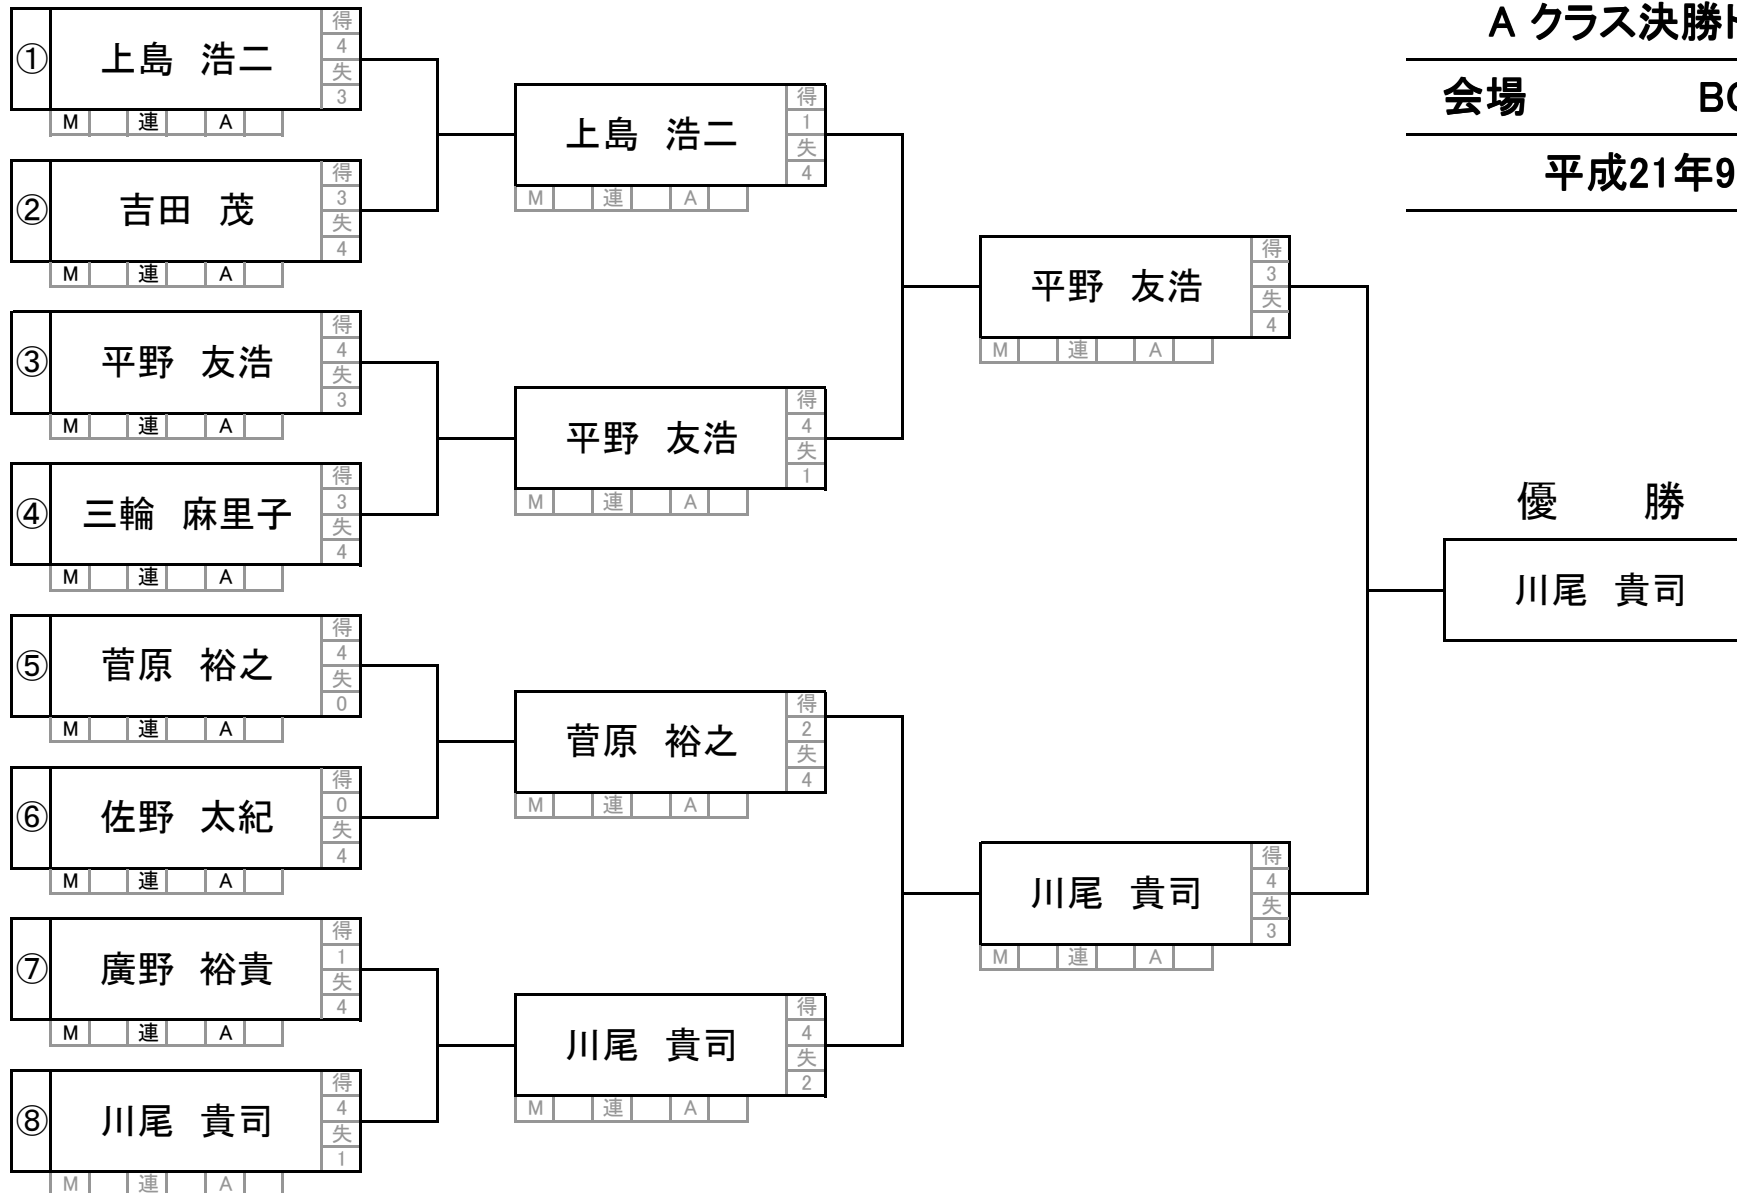 A クラス決勝
会場 BC
平成21年9
① 上島 浩二 得 4 失 3
M 連 A
② 吉田 茂 得 3 失 4
M 連 A
③ 平野 友浩 得 4 失 3
M 連 A
④ 三輪 麻里子 得 3 失 4
M 連 A
⑤ 菅原 裕之 得 4 失 0
M 連 A
⑥ 佐野 太紀 得 0 失 4
M 連 A
⑦ 廣野 裕貴 得 1 失 4
M 連 A
⑧ 川尾 貴司 得 4 失 1
M 連 A
上島 浩二 得 1 失 4
M 連 A
平野 友浩 得 4 失 1
M 連 A
菅原 裕之 得 2 失 4
M 連 A
川尾 貴司 得 4 失 2
M 連 A
平野 友浩 得 3 失 4
M 連 A
川尾 貴司 得 4 失 3
M 連 A
優 勝
川尾 貴司